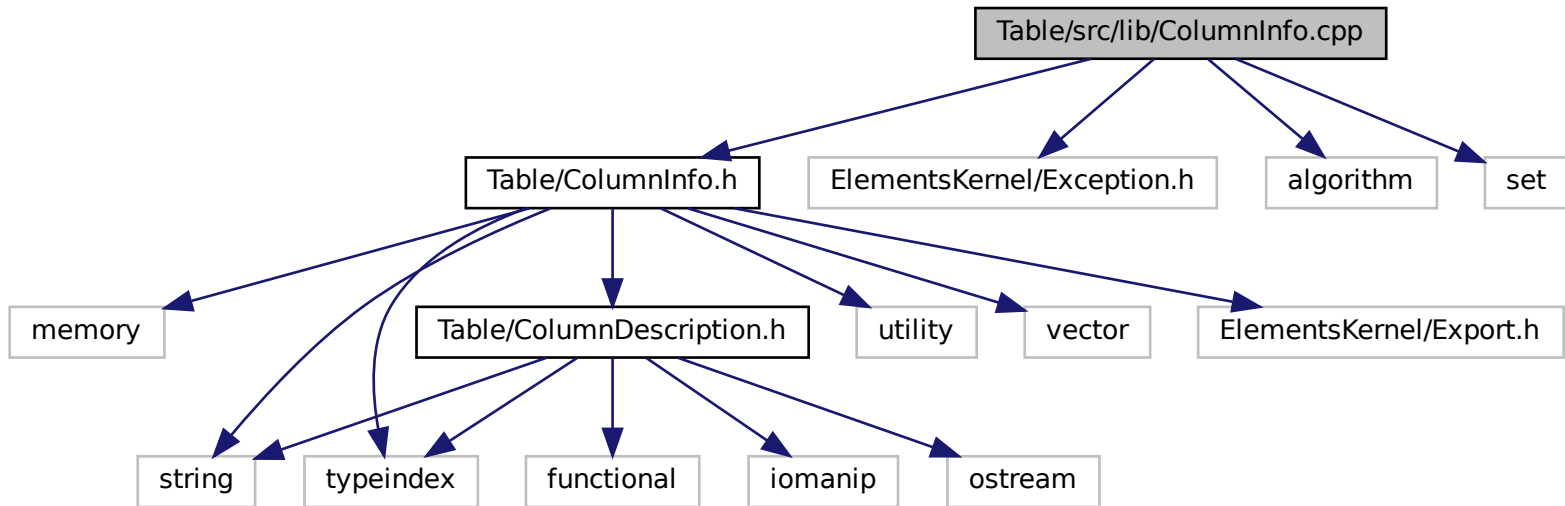 Table/src/lib/ColumnInfo.cpp
Table/ColumnInfo.h
ElementsKernel/Exception.h
algorithm
set
memory
Table/ColumnDescription.h
utility
vector
ElementsKernel/Export.h
string
typeindex
functional
iomanip
ostream